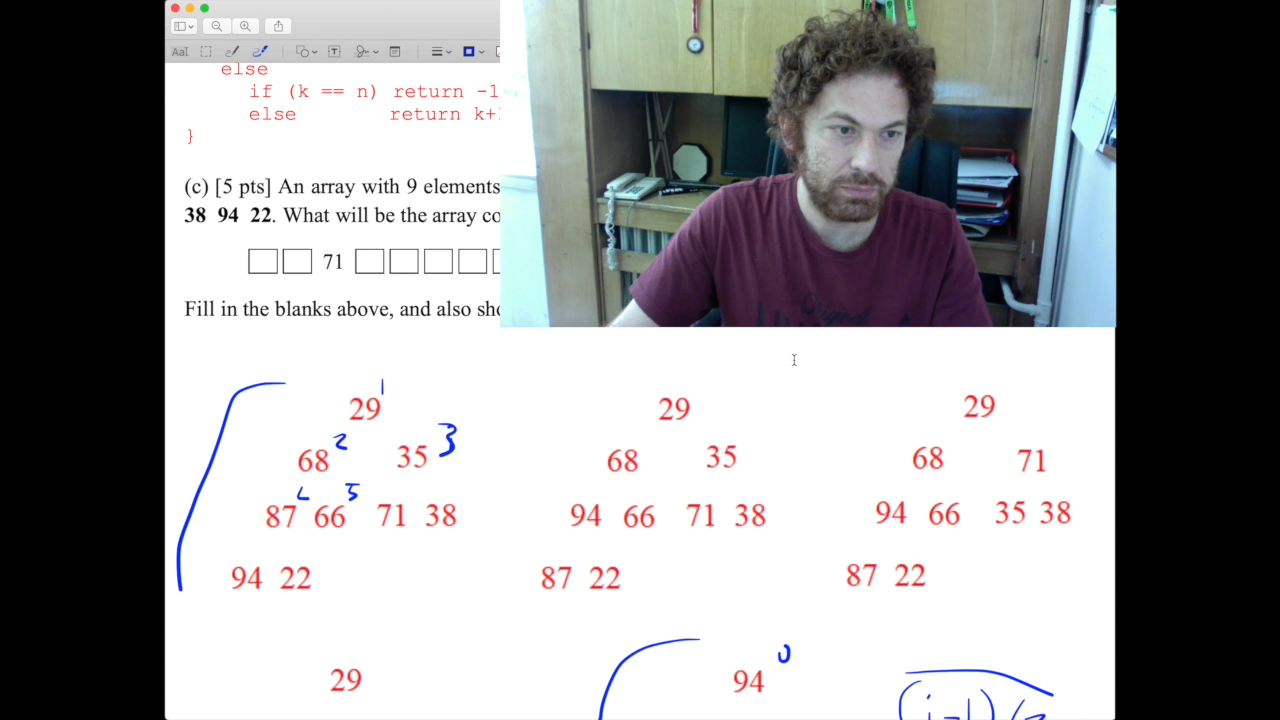 AaI
else
if (k == n) return -1
else return k+
}
(c) [5 pts] An array with 9 elements
38 94 22. What will be the array co
71
Fill in the blanks above, and also sho
29 1 29 29
68 2 35 3 68 35 68 71
87 4 66 5 71 38 94 66 71 38 94 66 35 38
94 22 87 22 87 22
29 94 0
(i-1)/2